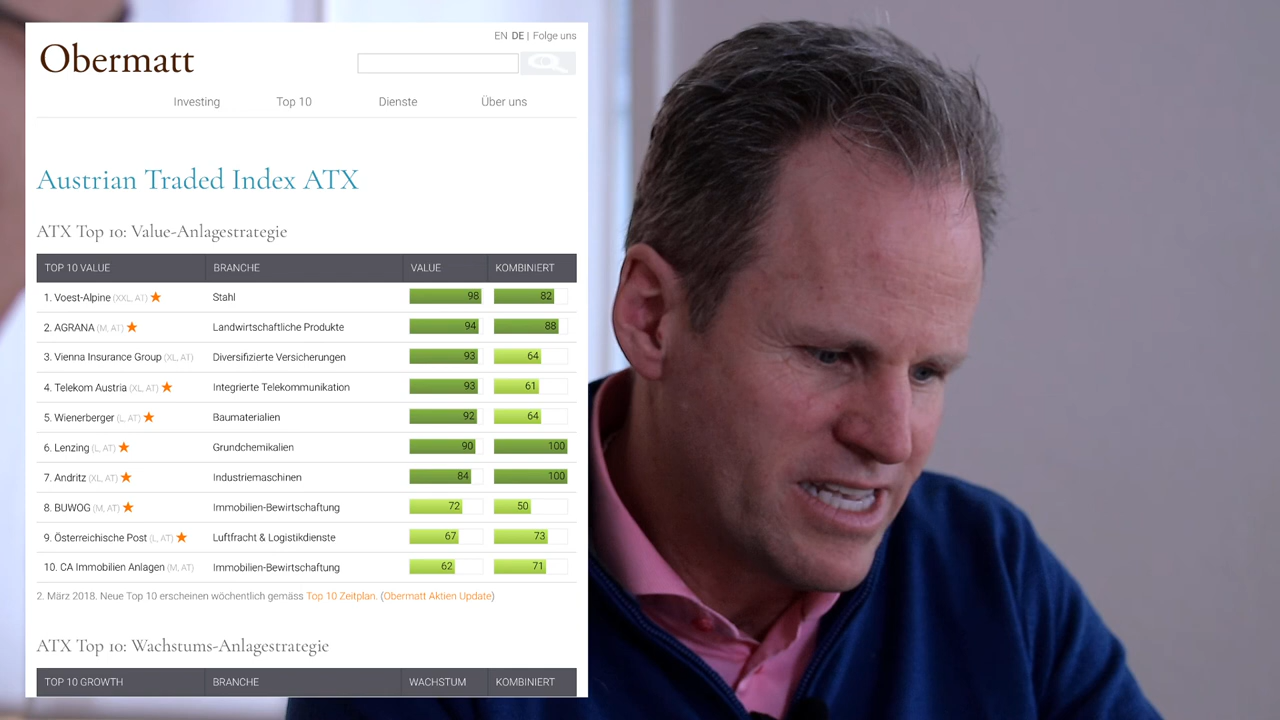 EN DE | Folge uns
Obermatt
Investing Top 10 Dienste Über uns
Austrian Traded Index ATX
ATX Top 10: Value-Anlagestrategie
TOP 10 VALUE BRANCHE VALUE KOMBINIERT
1. Voest-Alpine (XXL, AT) ★ Stahl 98 82
2. AGRANA (M, AT) ★ Landwirtschaftliche Produkte 94 88
3. Vienna Insurance Group (XL, AT) Diversifizierte Versicherungen 93 64
4. Telekom Austria (XL, AT) ★ Integrierte Telekommunikation 93 61
5. Wienerberger (L, AT) ★ Baumaterialien 92 64
6. Lenzing (L, AT) ★ Grundchemikalien 90 100
7. Andritz (XL, AT) ★ Industriemaschinen 84 100
8. BUWOG (M, AT) ★ Immobilien-Bewirtschaftung 72 50
9. Österreichische Post (L, AT) ★ Luftfracht & Logistikdienste 67 73
10. CA Immobilien Anlagen (M, AT) Immobilien-Bewirtschaftung 62 71
2. März 2018. Neue Top 10 erscheinen wöchentlich gemäss Top 10 Zeitplan. (Obermatt Aktien Update)
ATX Top 10: Wachstums-Anlagestrategie
TOP 10 GROWTH BRANCHE WACHSTUM KOMBINIERT